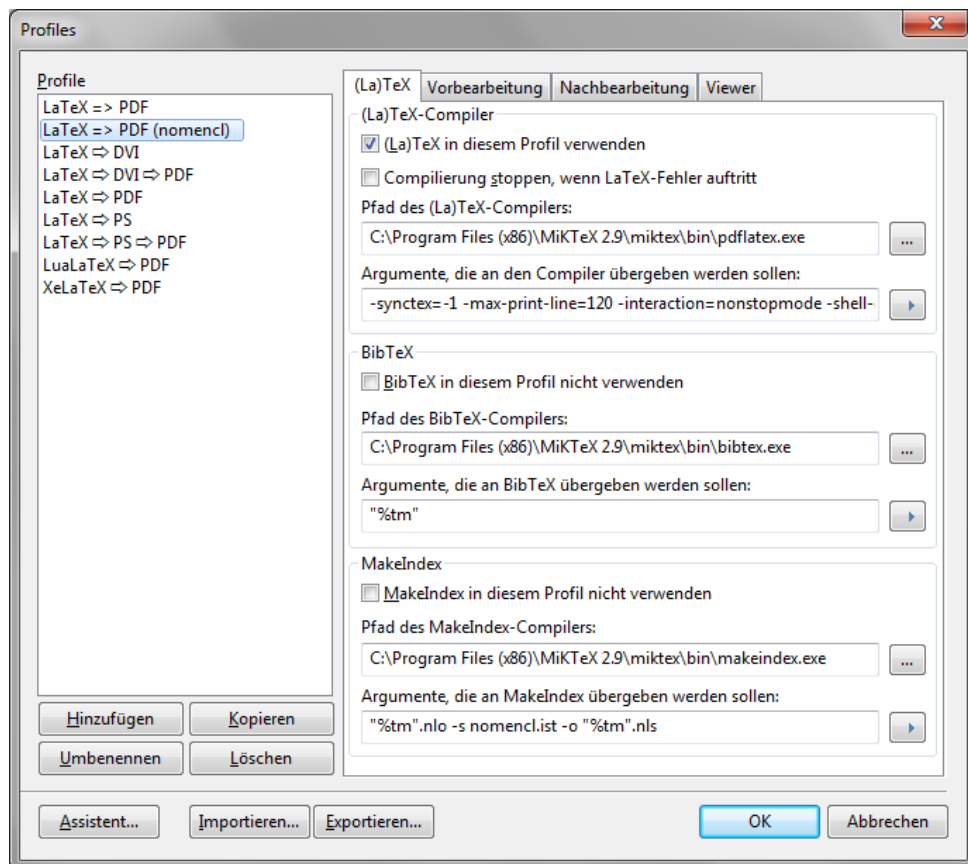 Profiles
Profile
LaTeX => PDF
LaTeX => PDF (nomencl)
LaTeX ⇨ DVI
LaTeX ⇨ DVI ⇨ PDF
LaTeX ⇨ PDF
LaTeX ⇨ PS
LaTeX ⇨ PS ⇨ PDF
LuaLaTeX ⇨ PDF
XeLaTeX ⇨ PDF
Hinzufügen Kopieren
Umbenennen Löschen
(La)TeX Vorbearbeitung Nachbearbeitung Viewer
(La)TeX-Compiler
(La)TeX in diesem Profil verwenden
Compilierung stoppen, wenn LaTeX-Fehler auftritt
Pfad des (La)TeX-Compilers:
C:\Program Files (x86)\MiKTeX 2.9\miktex\bin\pdflatex.exe ...
Argumente, die an den Compiler übergeben werden sollen:
-synctex=-1 -max-print-line=120 -interaction=nonstopmode -shell-
BibTeX
BibTeX in diesem Profil nicht verwenden
Pfad des BibTeX-Compilers:
C:\Program Files (x86)\MiKTeX 2.9\miktex\bin\bibtex.exe ...
Argumente, die an BibTeX übergeben werden sollen:
"%tm"
MakeIndex
MakeIndex in diesem Profil nicht verwenden
Pfad des MakeIndex-Compilers:
C:\Program Files (x86)\MiKTeX 2.9\miktex\bin\makeindex.exe ...
Argumente, die an MakeIndex übergeben werden sollen:
"%tm".nlo -s nomencl.ist -o "%tm".nls
Assistent... Importieren... Exportieren... OK Abbrechen